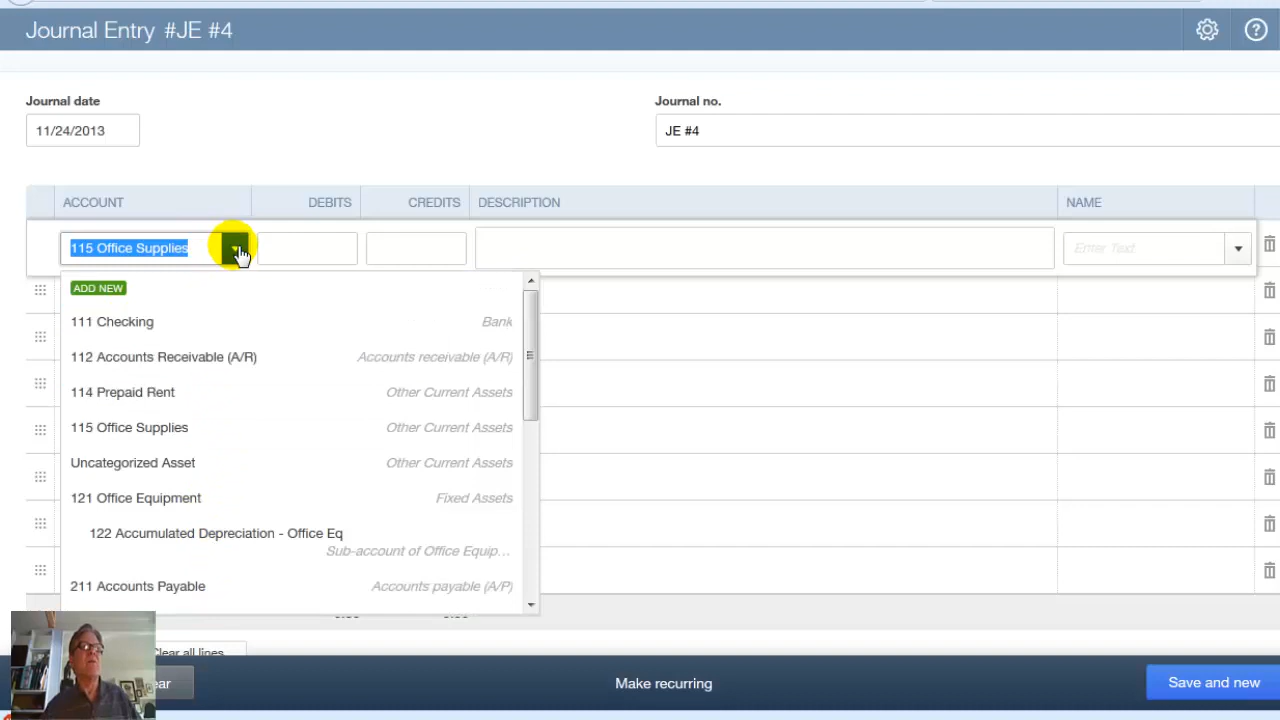 Journal Entry #JE #4
Journal date
Journal no.
11/24/2013
JE #4
ACCOUNT DEBITS CREDITS DESCRIPTION NAME
115 Office Supplies Enter Text
ADD NEW
111 Checking Bank
112 Accounts Receivable (A/R) Accounts receivable (A/R)
114 Prepaid Rent Other Current Assets
115 Office Supplies Other Current Assets
Uncategorized Asset Other Current Assets
121 Office Equipment Fixed Assets
122 Accumulated Depreciation - Office Eq
Sub-account of Office Equip...
211 Accounts Payable Accounts payable (A/P)
Clear all lines
Make recurring
Save and new